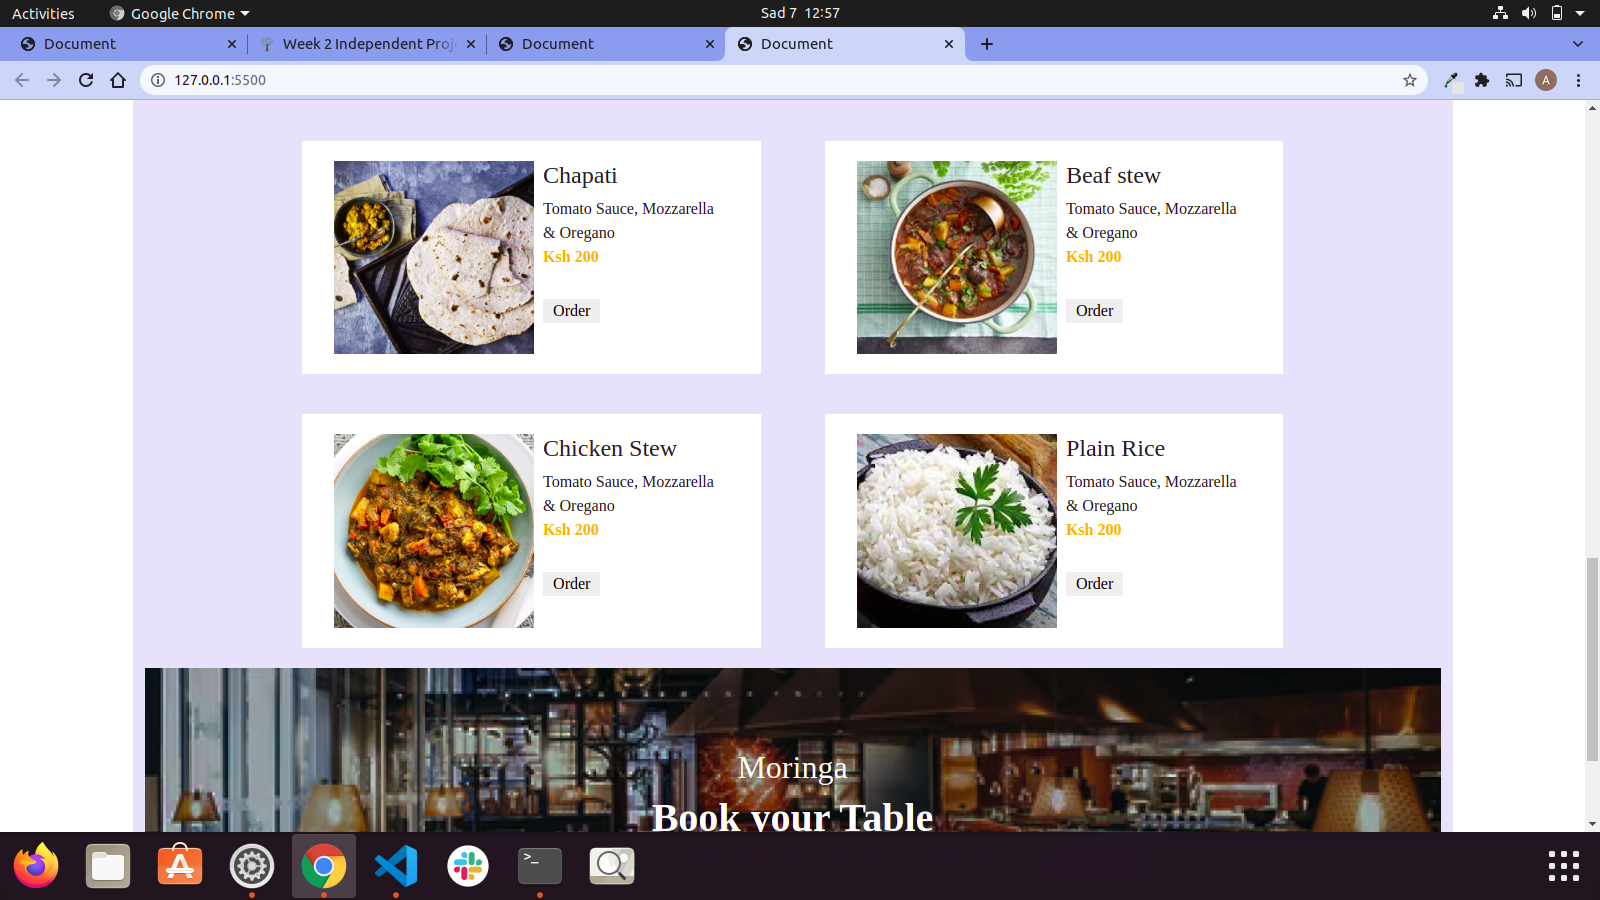 Activities
Google Chrome
Sad 7 12:57
Document
Week 2 Independent Proje
Document
Document
127.0.0.1:5500
A
Chapati
Tomato Sauce, Mozzarella
& Oregano
Ksh 200
Order
Beaf stew
Tomato Sauce, Mozzarella
& Oregano
Ksh 200
Order
Chicken Stew
Tomato Sauce, Mozzarella
& Oregano
Ksh 200
Order
Plain Rice
Tomato Sauce, Mozzarella
& Oregano
Ksh 200
Order
Moringa
Book your Table